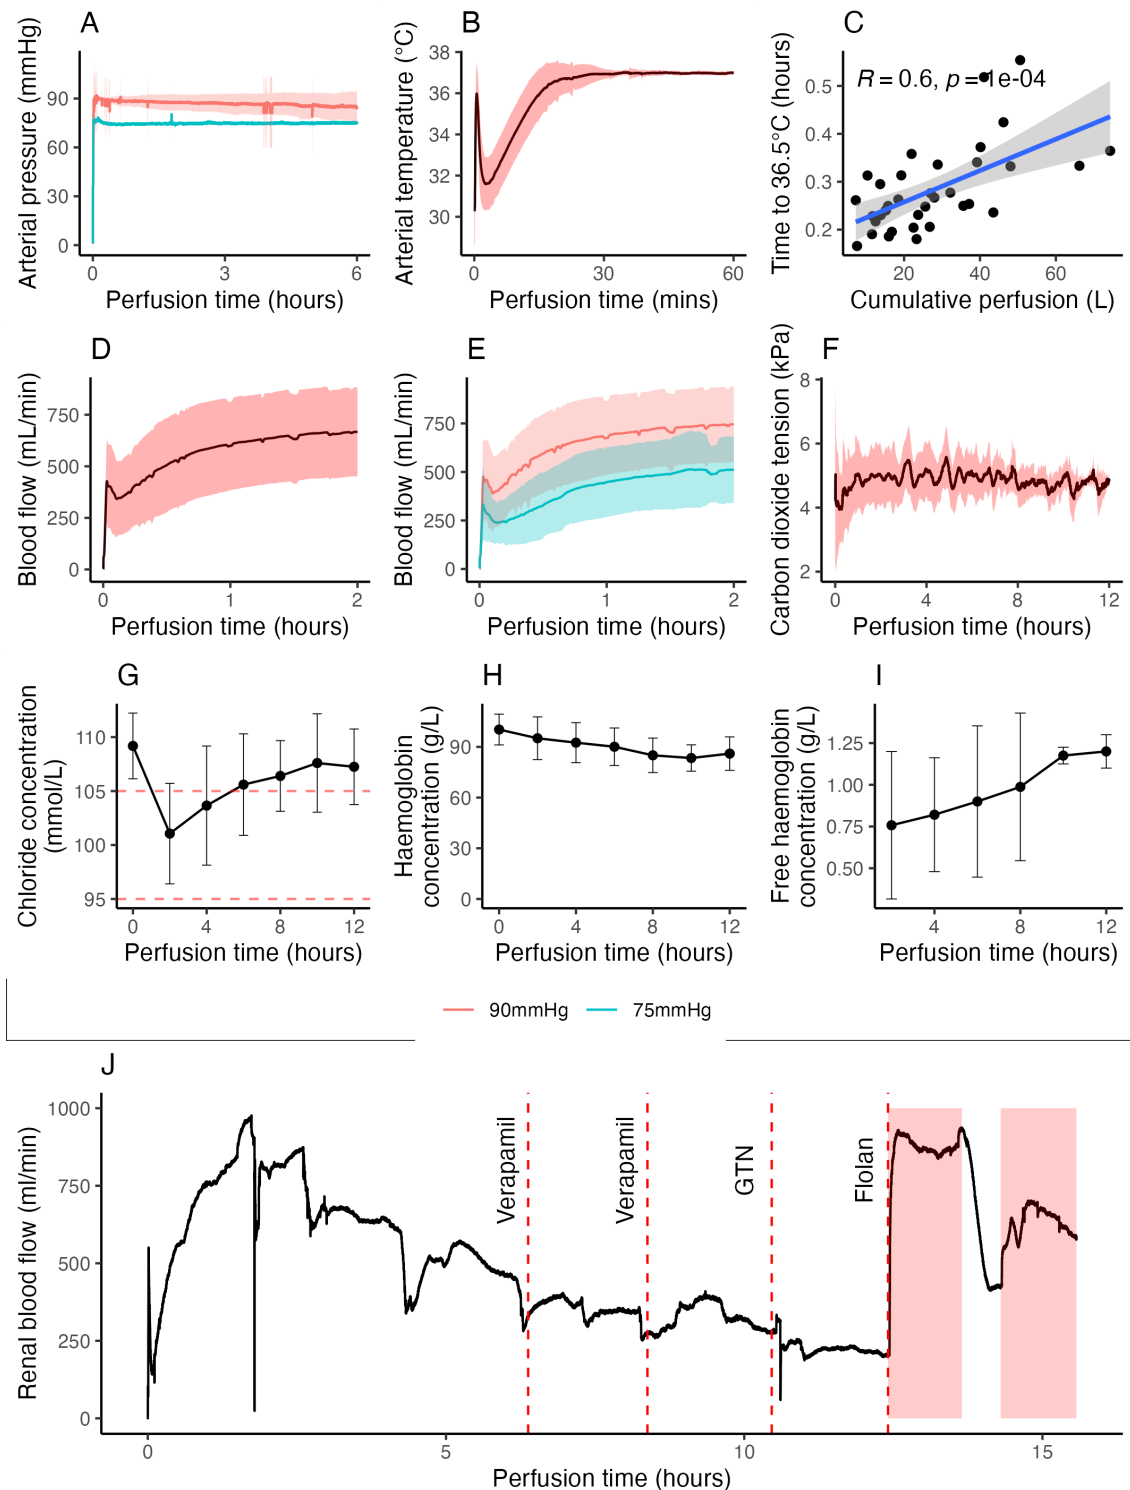 A
Arterial pressure (mmHg)
90
60
30
0
0 3 6
Perfusion time (hours)
B
Arterial temperature (°C)
38
36
34
32
30
0 30 60
Perfusion time (mins)
C
Time to 36.5°C (hours)
R = 0.6, p = 1e-04
0.5
0.4
0.3
0.2
20 40 60
Cumulative perfusion (L)
D
Blood flow (mL/min)
750
500
250
0
0 1 2
Perfusion time (hours)
E
Blood flow (mL/min)
750
500
250
0
0 1 2
Perfusion time (hours)
F
Carbon dioxide tension (kPa)
8
6
4
2
0 4 8 12
Perfusion time (hours)
G
Chloride concentration
(mmol/L)
110
105
100
95
0 4 8 12
Perfusion time (hours)
H
Haemoglobin
concentration (g/L)
90
60
30
0
0 4 8 12
Perfusion time (hours)
I
Free haemoglobin
concentration (g/L)
1.25
1.00
0.75
0.50
4 8 12
Perfusion time (hours)
90mmHg 75mmHg
J
Renal blood flow (ml/min)
1000
750
500
250
0
Verapamil
Verapamil
GTN
Flolan
0 5 10 15
Perfusion time (hours)